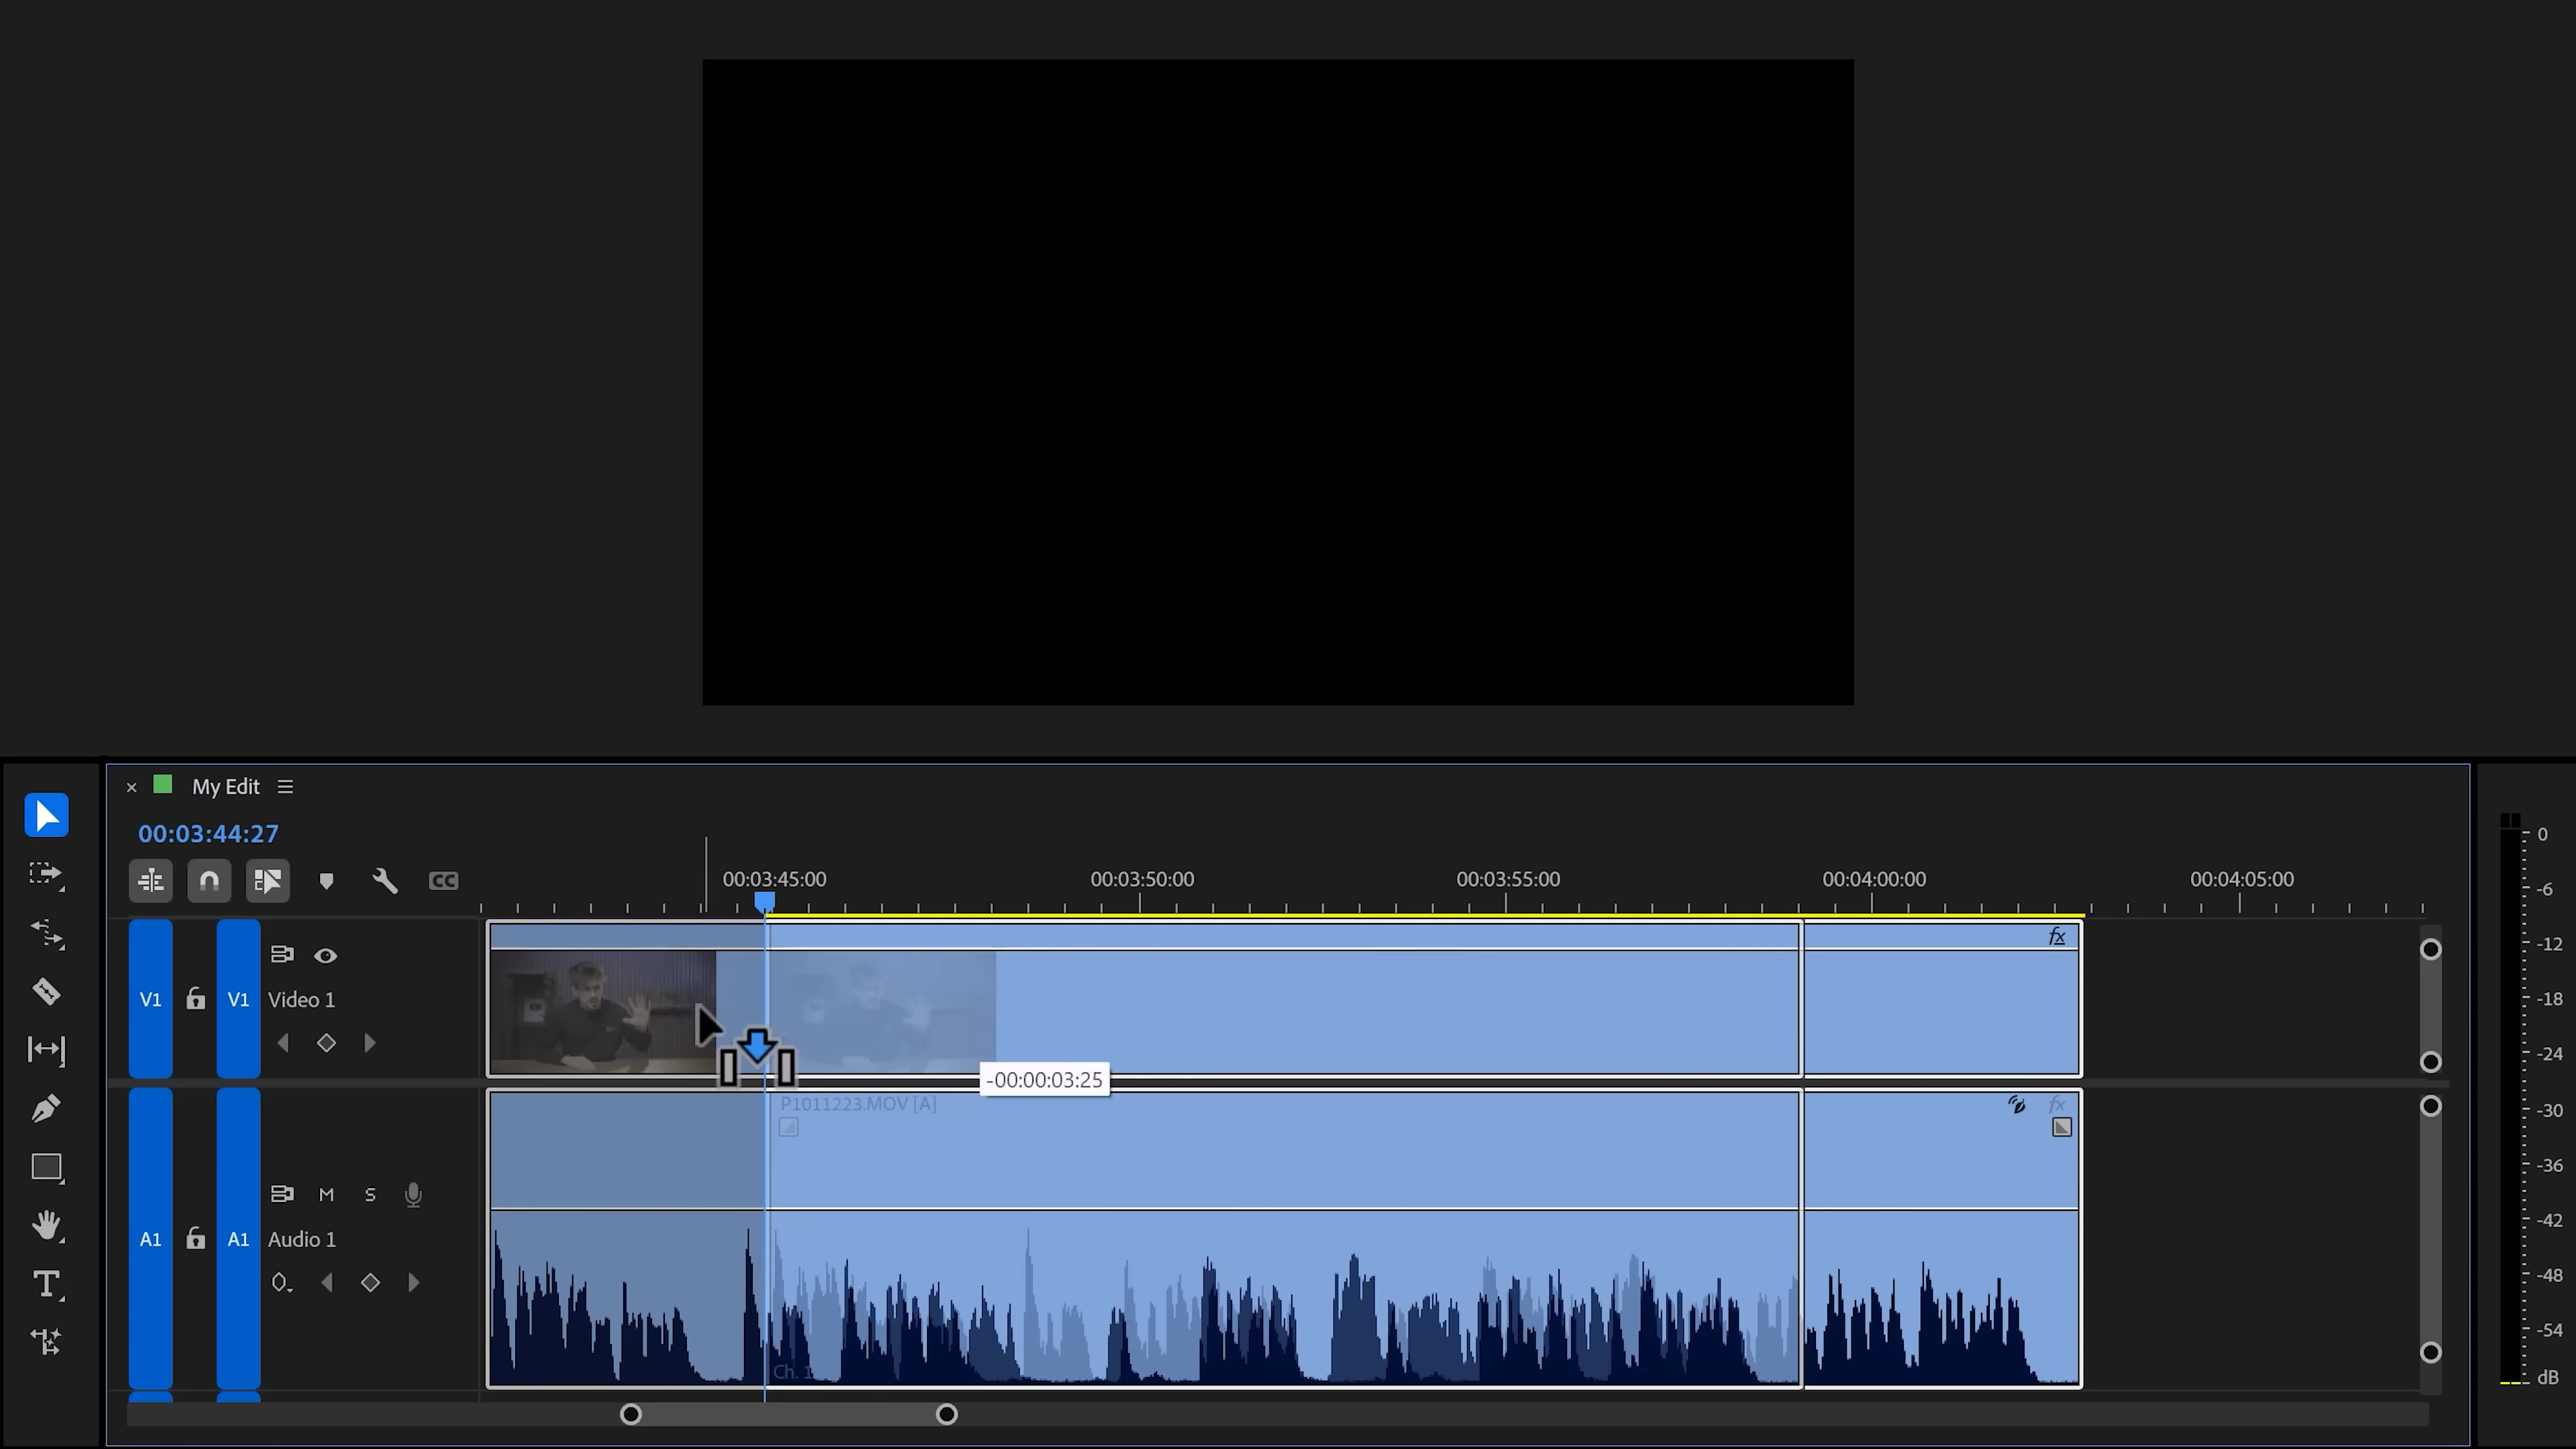 My Edit
00:03:44:27
CC
00:03:45:00 00:03:50:00 00:03:55:00 00:04:00:00 00:04:05:00
fx
V1 V1 Video 1
-00:00:03:25
P1011223.MOV [A] fx
M S
A1 A1 Audio 1
Ch. 1
T
0
-6
-12
-18
-24
-30
-36
-42
-48
-54
dB